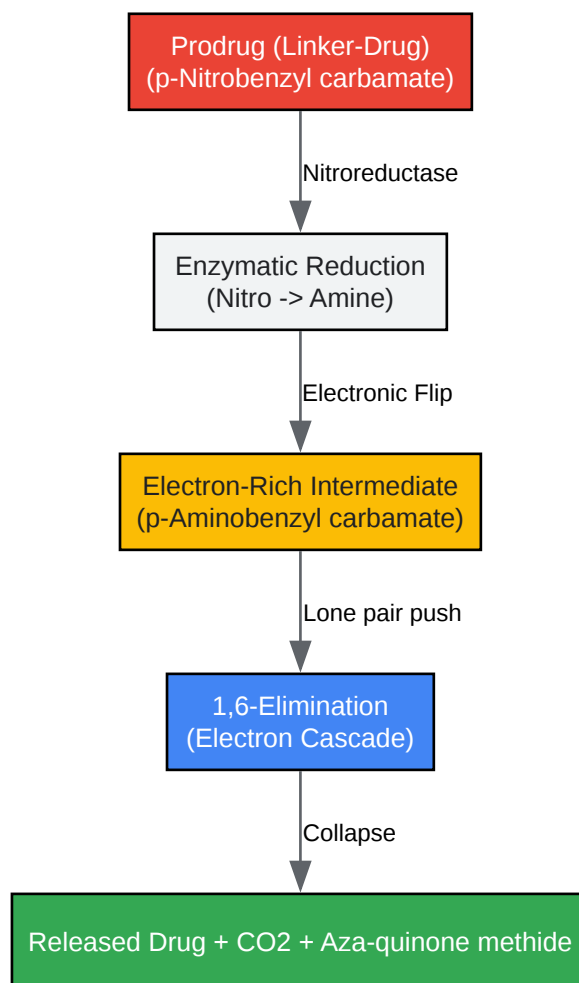 Prodrug (Linker-Drug)
(p-Nitrobenzyl carbamate)
Nitroreductase
Enzymatic Reduction
(Nitro -> Amine)
Electronic Flip
Electron-Rich Intermediate
(p-Aminobenzyl carbamate)
Lone pair push
1,6-Elimination
(Electron Cascade)
Collapse
Released Drug + CO2 + Aza-quinone methide